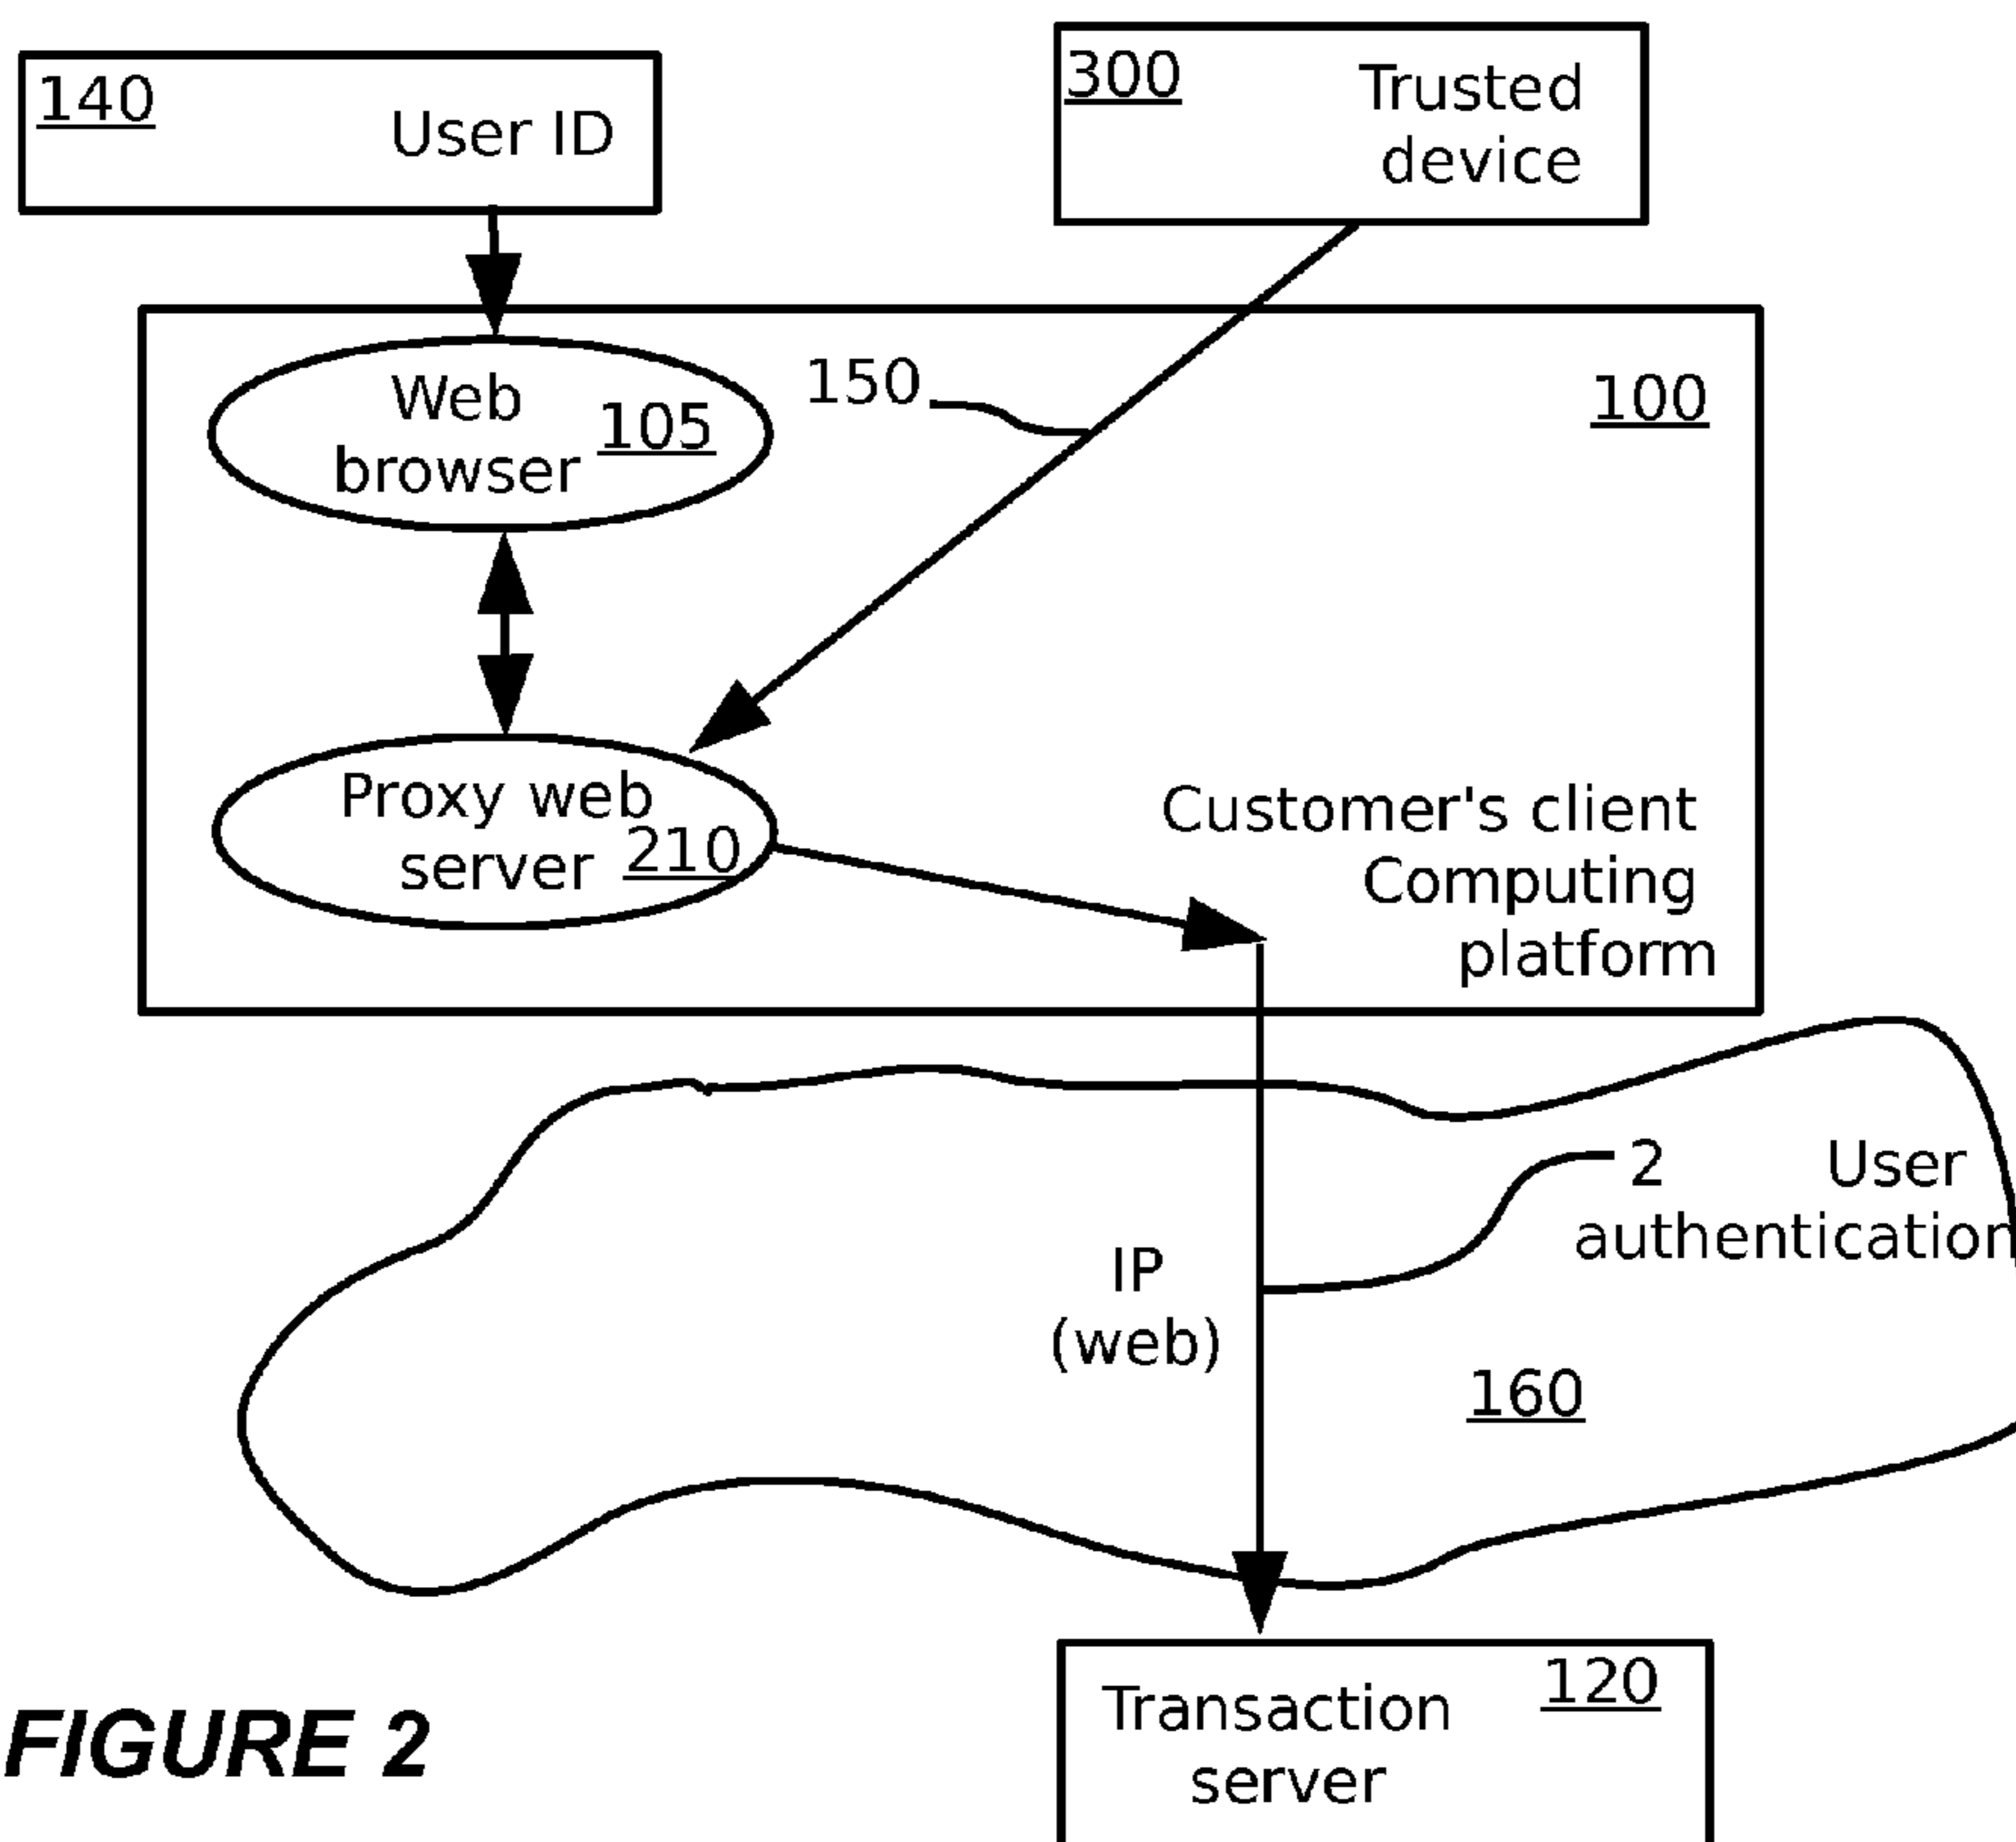 140
User ID
300
Trusted
device
Web
browser
105
150
100
Proxy web
server
210
Customer's client
Computing
platform
2
User
authentication
IP
(web)
160
120
Transaction
server
FIGURE 2